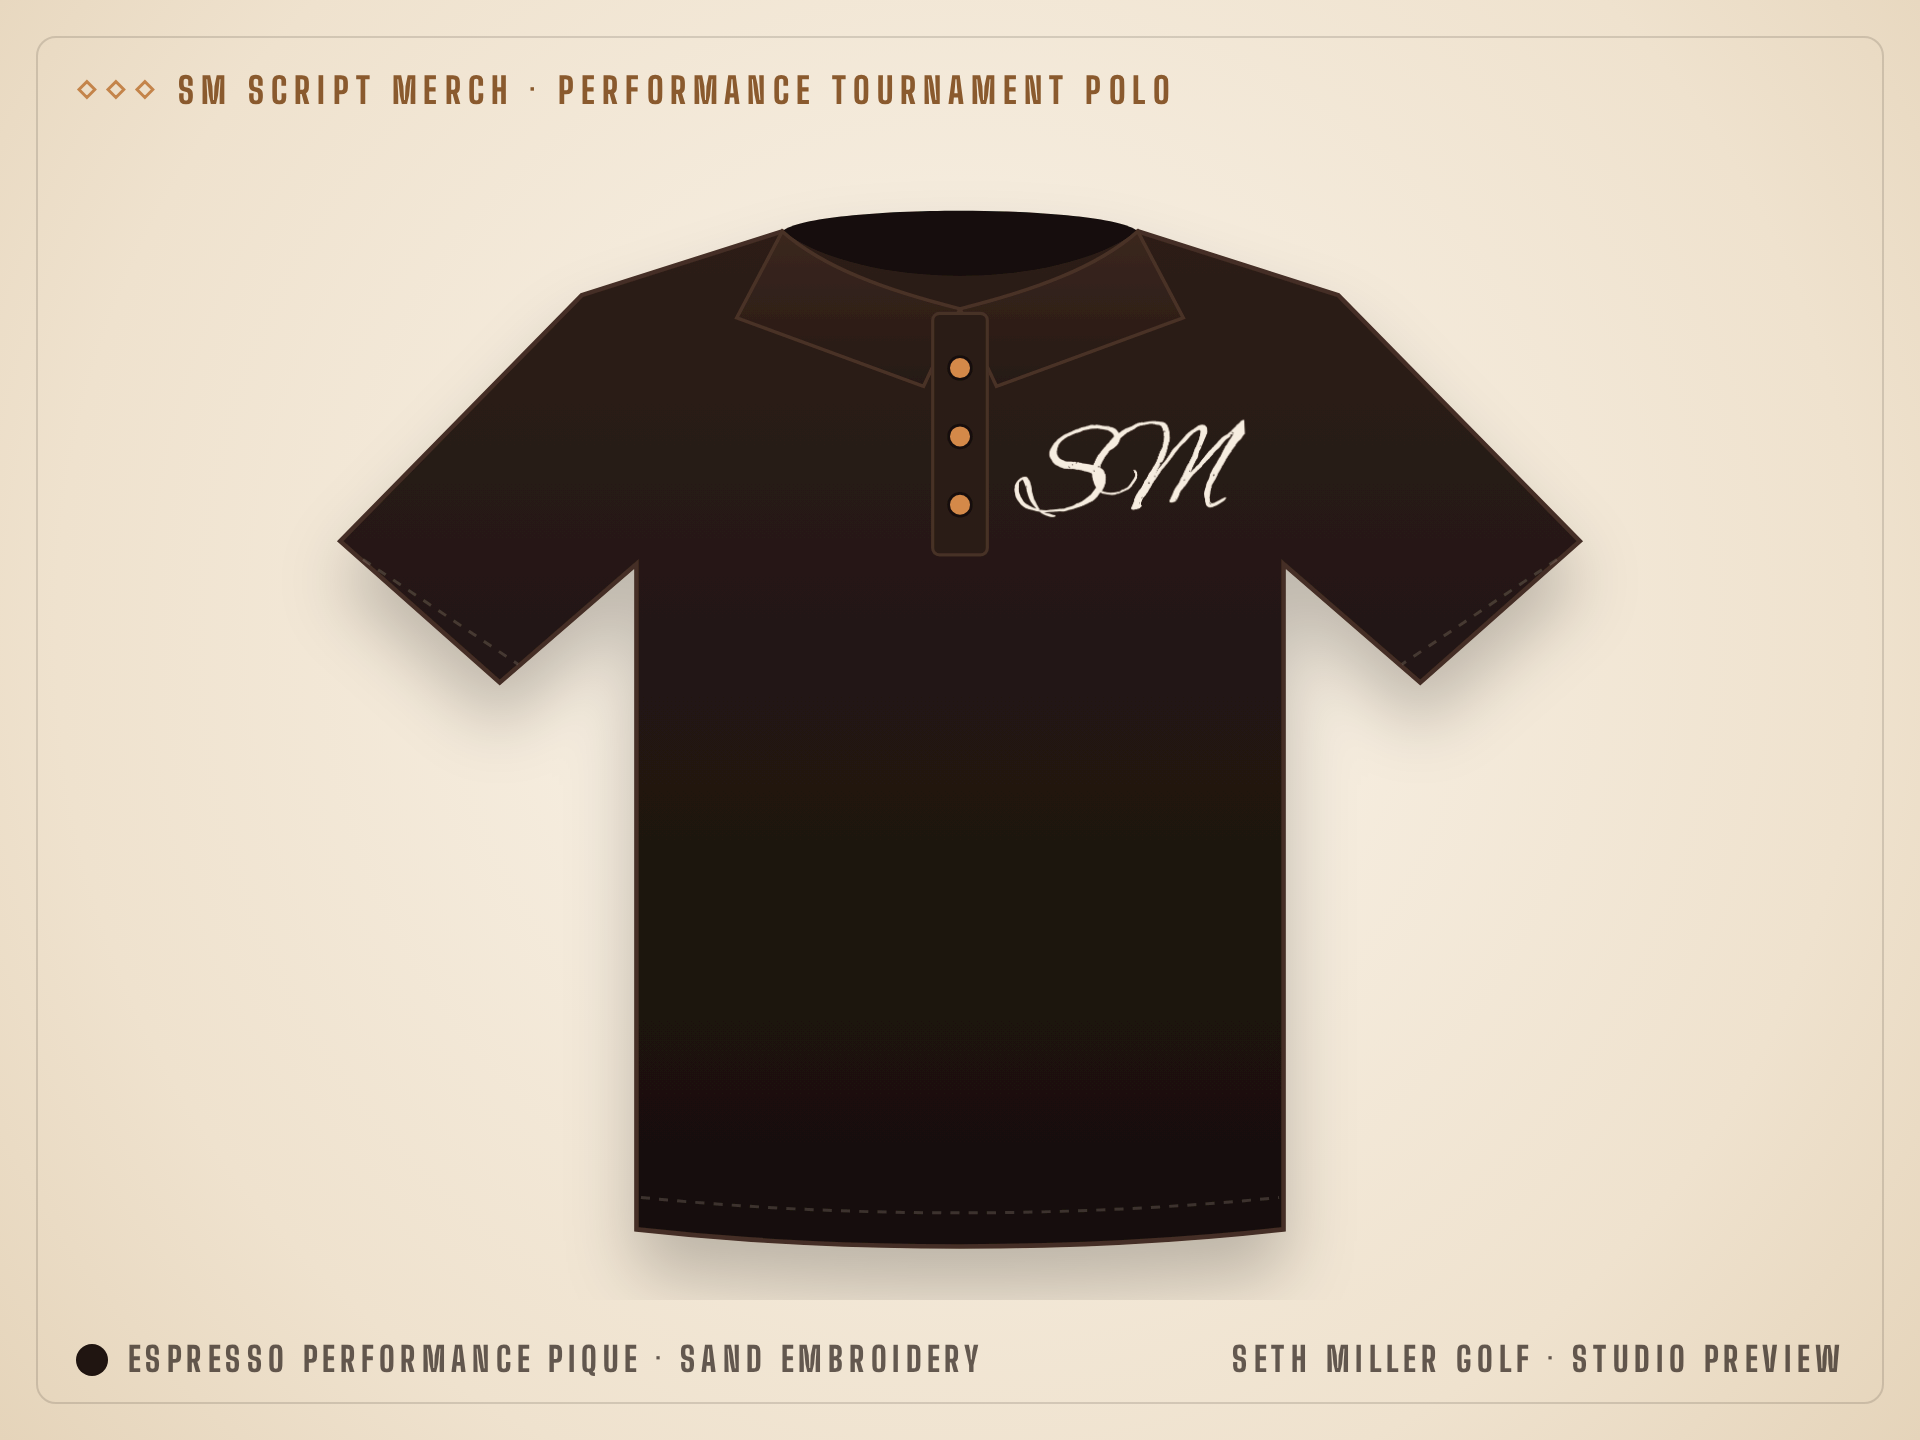 SM SCRIPT MERCH · PERFORMANCE TOURNAMENT POLO
SM
ESPRESSO PERFORMANCE PIQUE · SAND EMBROIDERY
SETH MILLER GOLF · STUDIO PREVIEW